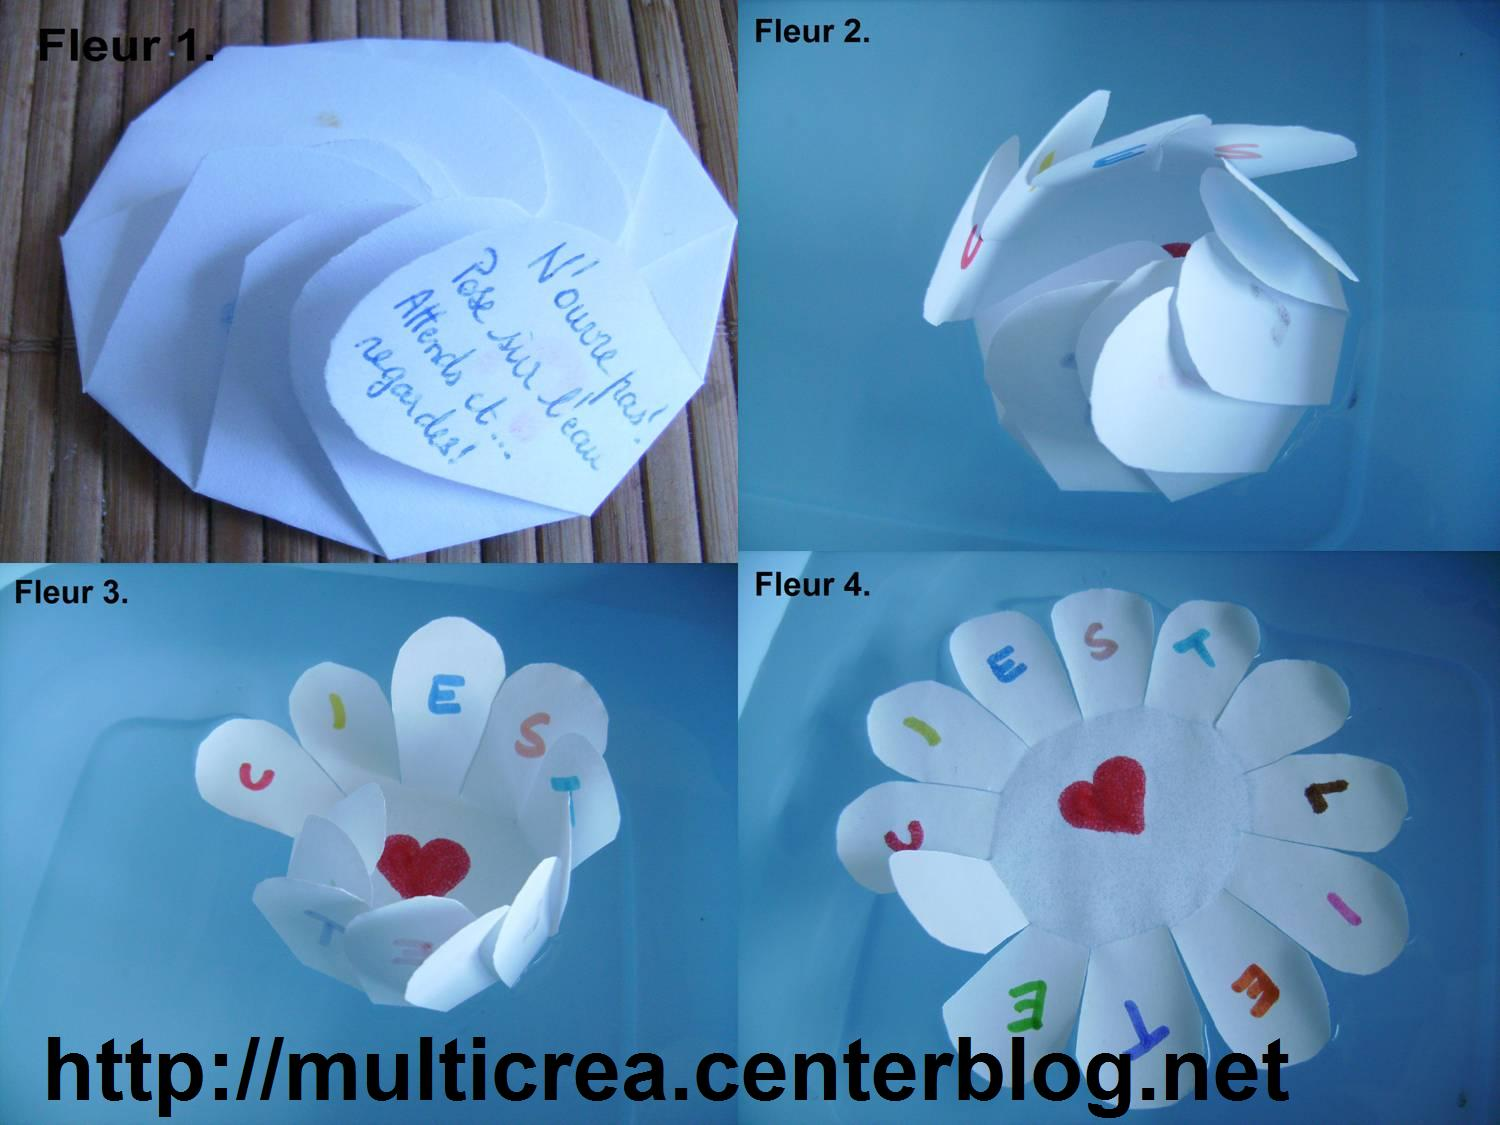 Fleur 1.
N'ouvre pas!
Pose sur l'eau
Attends et...
regardes!
Fleur 2.
U
I
E
S
Fleur 3.
U
I
E
S
T
T
E
Fleur 4.
U
I
E
S
T
L
I
E
T
E
http://multicrea.centerblog.net